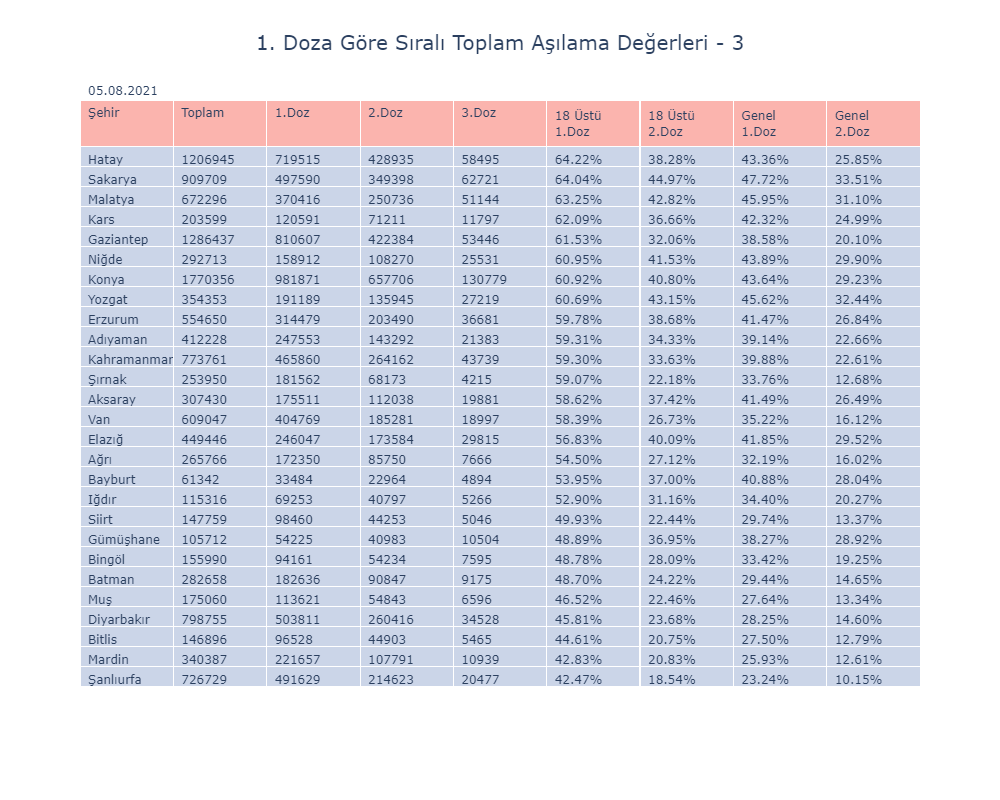 1. Doza Göre Sıralı Toplam Aşılama Değerleri - 3
05.08.2021
Şehir Toplam 1.Doz 2.Doz 3.Doz 18 Üstü 1.Doz 18 Üstü 2.Doz Genel 1.Doz Genel 2.Doz
Hatay 1206945 719515 428935 58495 64.22% 38.28% 43.36% 25.85%
Sakarya 909709 497590 349398 62721 64.04% 44.97% 47.72% 33.51%
Malatya 672296 370416 250736 51144 63.25% 42.82% 45.95% 31.10%
Kars 203599 120591 71211 11797 62.09% 36.66% 42.32% 24.99%
Gaziantep 1286437 810607 422384 53446 61.53% 32.06% 38.58% 20.10%
Niğde 292713 158912 108270 25531 60.95% 41.53% 43.89% 29.90%
Konya 1770356 981871 657706 130779 60.92% 40.80% 43.64% 29.23%
Yozgat 354353 191189 135945 27219 60.69% 43.15% 45.62% 32.44%
Erzurum 554650 314479 203490 36681 59.78% 38.68% 41.47% 26.84%
Adıyaman 412228 247553 143292 21383 59.31% 34.33% 39.14% 22.66%
Kahramanmar 773761 465860 264162 43739 59.30% 33.63% 39.88% 22.61%
Şırnak 253950 181562 68173 4215 59.07% 22.18% 33.76% 12.68%
Aksaray 307430 175511 112038 19881 58.62% 37.42% 41.49% 26.49%
Van 609047 404769 185281 18997 58.39% 26.73% 35.22% 16.12%
Elazığ 449446 246047 173584 29815 56.83% 40.09% 41.85% 29.52%
Ağrı 265766 172350 85750 7666 54.50% 27.12% 32.19% 16.02%
Bayburt 61342 33484 22964 4894 53.95% 37.00% 40.88% 28.04%
Iğdır 115316 69253 40797 5266 52.90% 31.16% 34.40% 20.27%
Siirt 147759 98460 44253 5046 49.93% 22.44% 29.74% 13.37%
Gümüşhane 105712 54225 40983 10504 48.89% 36.95% 38.27% 28.92%
Bingöl 155990 94161 54234 7595 48.78% 28.09% 33.42% 19.25%
Batman 282658 182636 90847 9175 48.70% 24.22% 29.44% 14.65%
Muş 175060 113621 54843 6596 46.52% 22.46% 27.64% 13.34%
Diyarbakır 798755 503811 260416 34528 45.81% 23.68% 28.25% 14.60%
Bitlis 146896 96528 44903 5465 44.61% 20.75% 27.50% 12.79%
Mardin 340387 221657 107791 10939 42.83% 20.83% 25.93% 12.61%
Şanlıurfa 726729 491629 214623 20477 42.47% 18.54% 23.24% 10.15%